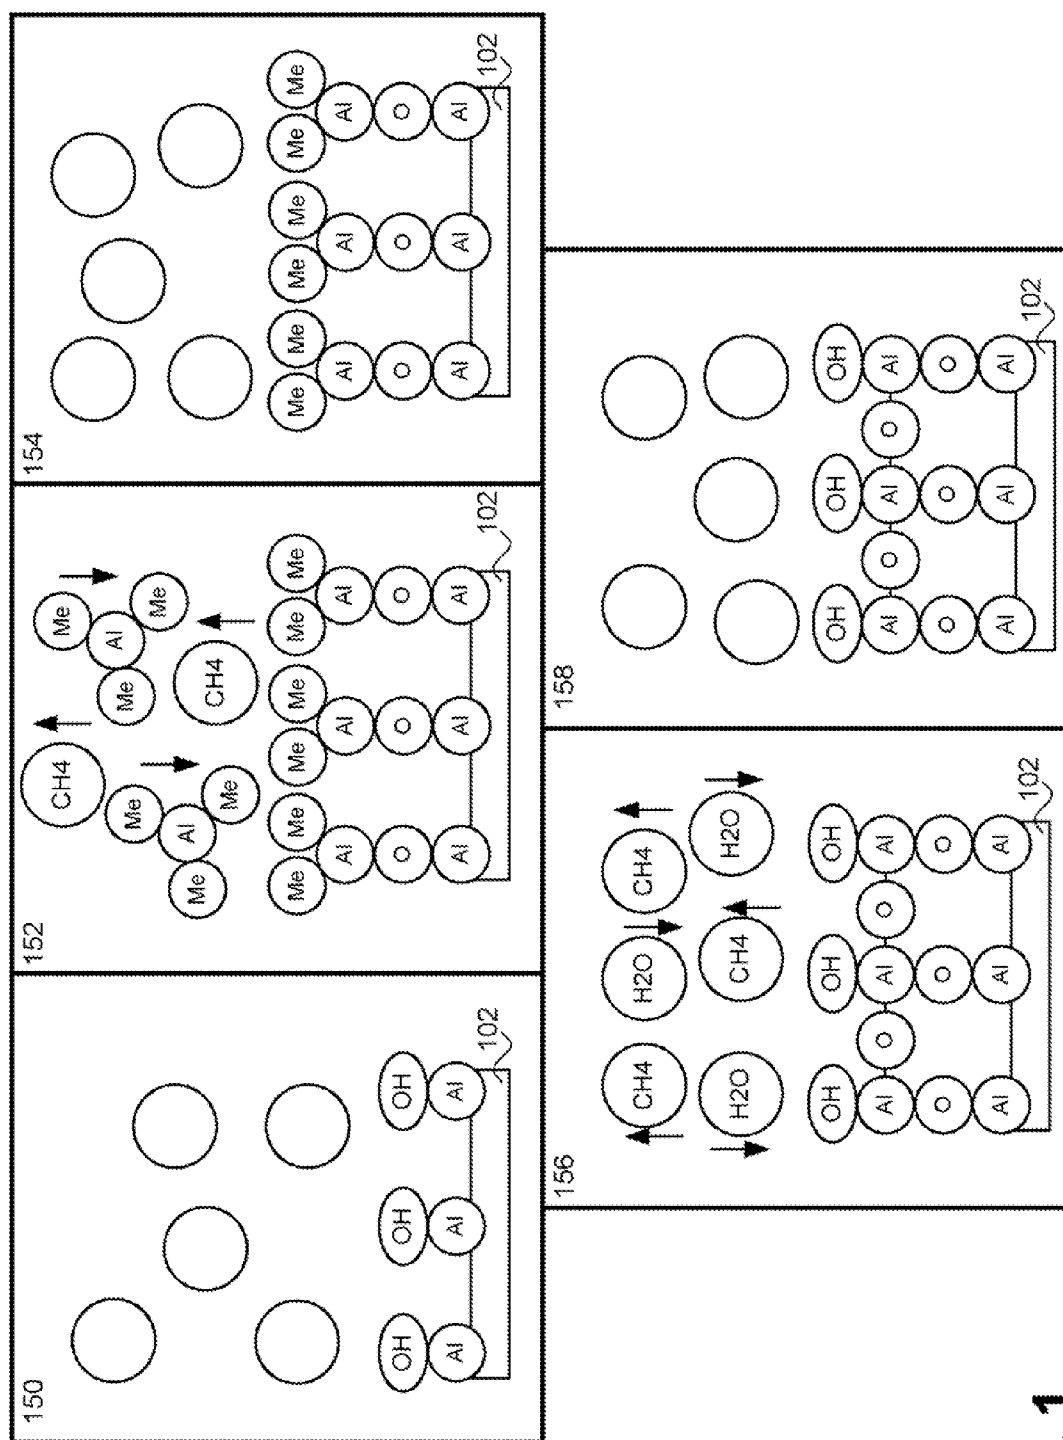 150
OH OH OH
Al Al Al
102
152
CH4 Me
Me Me Al Me
Me Al Me CH4
Me Me Me Me Me Me
Al Al Al
O O O
Al Al Al
102
154
Me Me Me Me Me Me
Al Al Al
O O O
Al Al Al
102
156
CH4 H2O CH4
H2O CH4 H2O
OH OH OH
Al O Al O Al
O O O
Al Al Al
102
158
OH OH OH
Al O Al O Al
O O O
Al Al Al
102
1